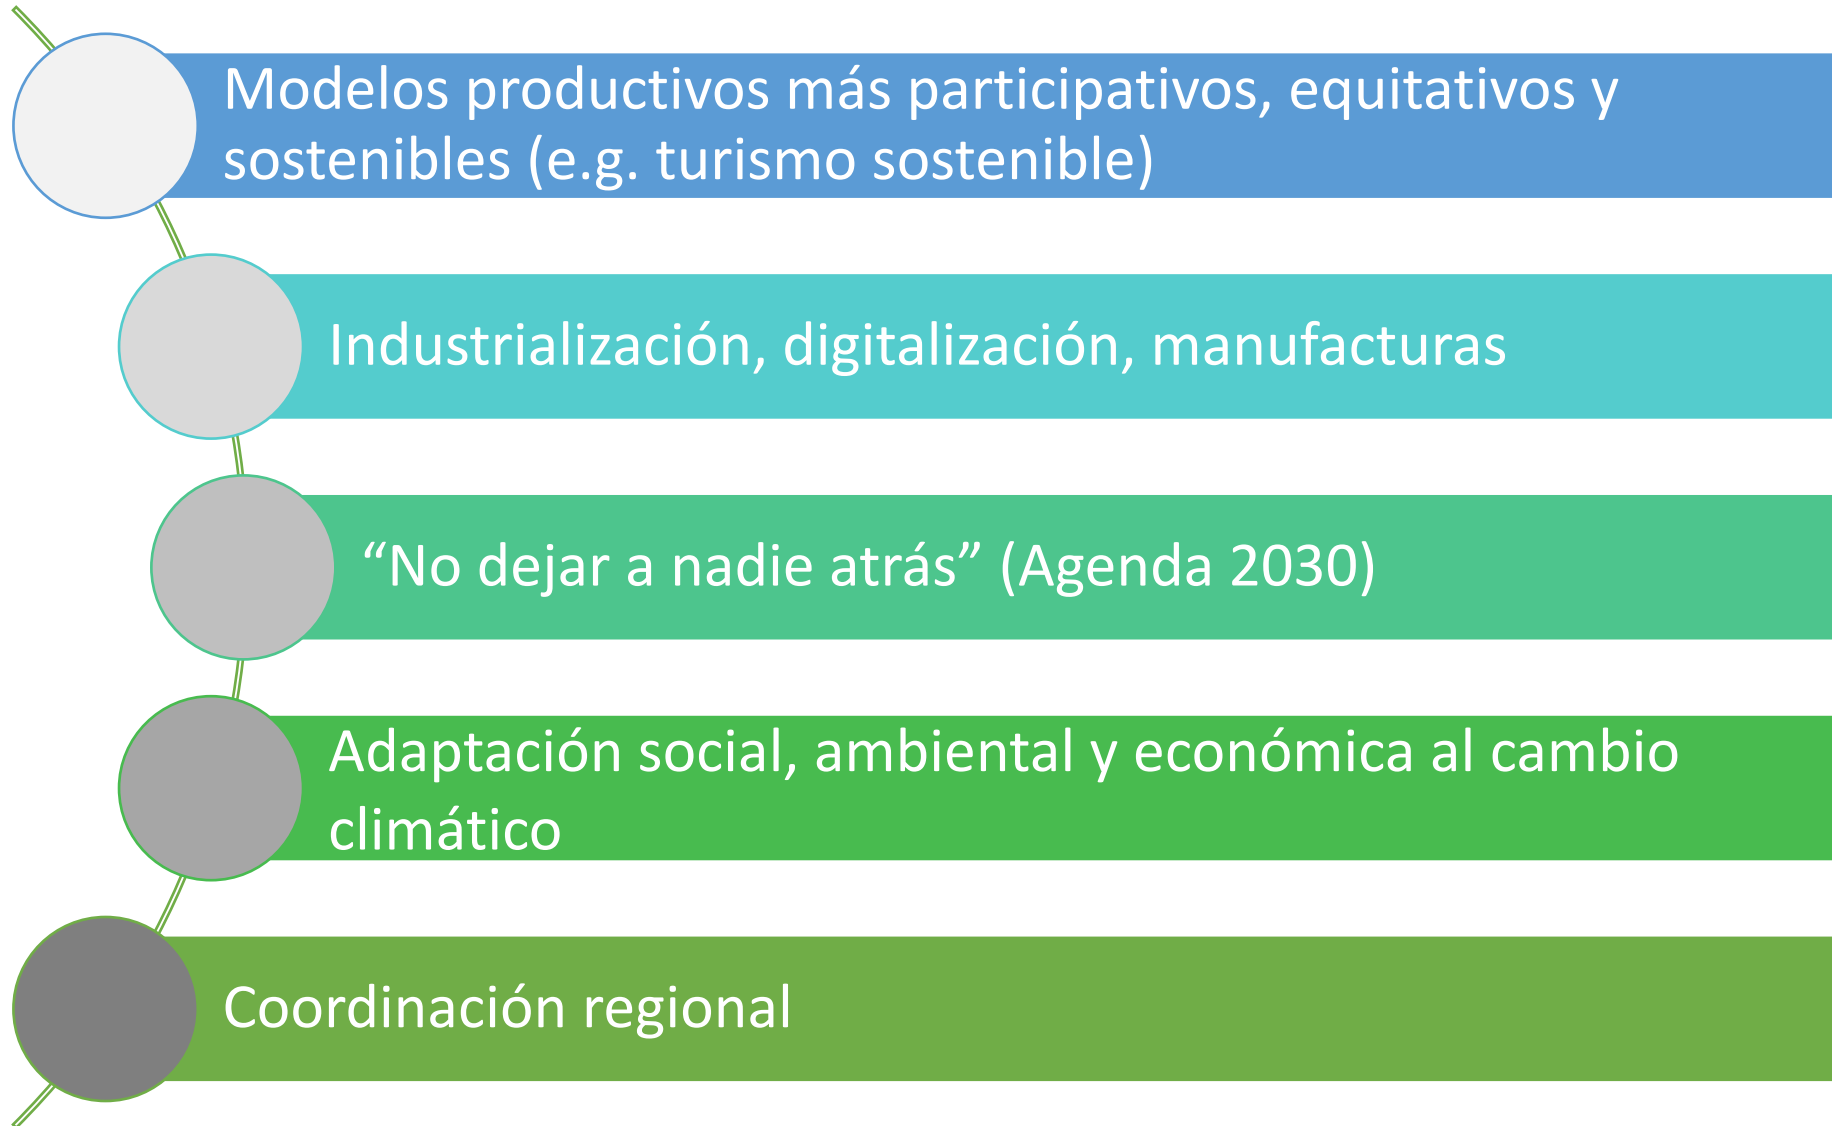 Modelos productivos más participativos, equitativos y
sostenibles (e.g. turismo sostenible)
Industrialización, digitalización, manufacturas
“No dejar a nadie atrás” (Agenda 2030)
Adaptación social, ambiental y económica al cambio
climático
Coordinación regional